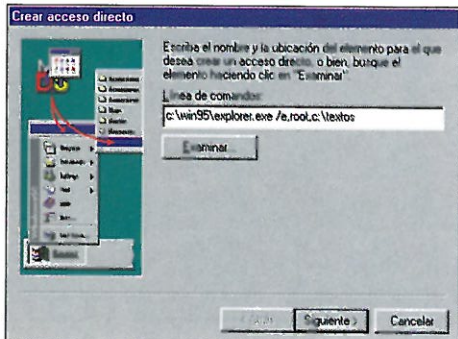 Crear acceso directo
Escriba el nombre y la ubicación del elemento para el que
desea crear un acceso directo, o bien, busque el
elemento haciendo clic en "Examinar"
Línea de comandos:
c:\win95\explorer.exe /e,root,c:\textos
Examinar...
Siguiente >
Cancelar